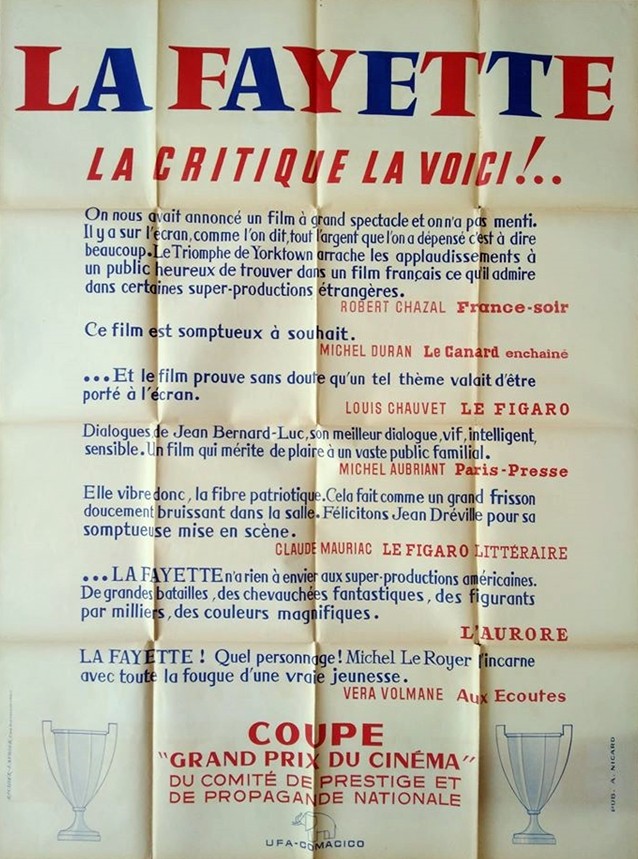 LA FAYETTE
LA CRITIQUE LA VOICI !...
On nous avait annoncé un film à grand spectacle et on n'a pas menti.
Il y a sur l'écran, comme l'on dit, tout l'argent que l'on a dépensé c'est à dire
beaucoup. Le Triomphe de Yorktown arrache les applaudissements à
un public heureux de trouver dans un film français ce qu'il admire
dans certaines super-productions étrangères.
ROBERT CHAZAL France-soir
Ce film est somptueux à souhait.
MICHEL DURAN Le Canard enchainé
...Et le film prouve sans doute qu'un tel thème valait d'être
porté à l'écran.
LOUIS CHAUVET LE FIGARO
Dialogues de Jean Bernard-Luc, son meilleur dialogue, vif, intelligent,
sensible. Un film qui mérite de plaire à un vaste public familial.
MICHEL AUBRIANT Paris-Presse
Elle vibre donc, la fibre patriotique. Cela fait comme un grand frisson
doucement bruissant dans la salle. Félicitons Jean Dréville pour sa
somptueuse mise en scène.
CLAUDE MAURIAC LE FIGARO LITTÉRAIRE
...LA FAYETTE n'a rien à envier aux super-productions américaines.
De grandes batailles, des chevauchées fantastiques, des figurants
par milliers, des couleurs magnifiques.
L'AURORE
LA FAYETTE ! Quel personnage ! Michel Le Royer l'incarne
avec toute la fougue d'une vraie jeunesse.
VERA VOLMANE Aux Ecoutes
COUPE
"GRAND PRIX DU CINÉMA"
DU COMITÉ DE PRESTIGE ET
DE PROPAGANDE NATIONALE
UFA-COMACICO
PUB. A. NICARD